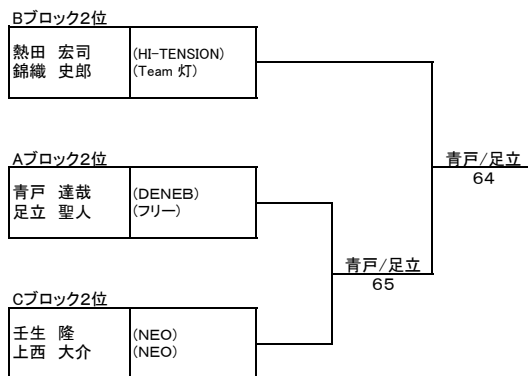 Bブロック2位
熱田 宏司 (HI-TENSION)
錦織 史郎 (Team 灯)
青戸/足立
64
Aブロック2位
青戸 達哉 (DENEB)
足立 聖人 (フリー)
青戸/足立
65
Cブロック2位
壬生 隆 (NEO)
上西 大介 (NEO)